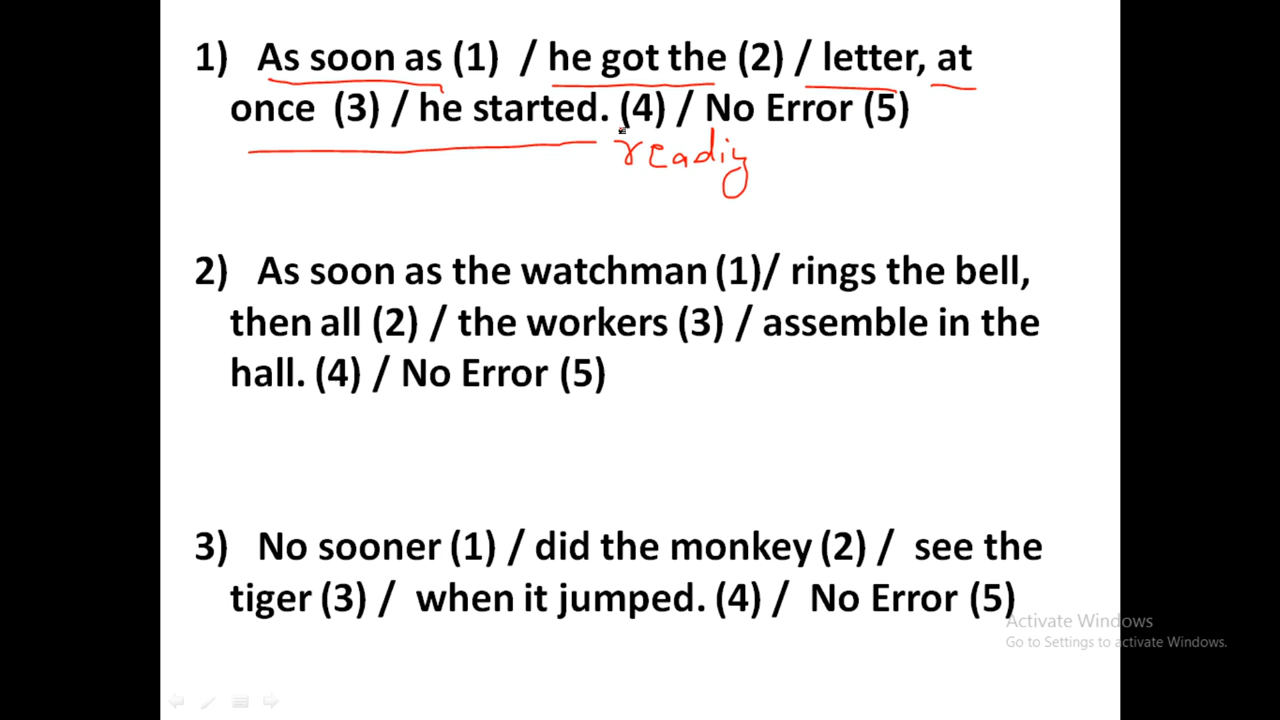 1) As soon as (1) / he got the (2) / letter, at
once (3) / he started. (4) / No Error (5)
reading
2) As soon as the watchman (1)/ rings the bell,
then all (2) / the workers (3) / assemble in the
hall. (4) / No Error (5)
3) No sooner (1) / did the monkey (2) / see the
tiger (3) / when it jumped. (4) / No Error (5)
Activate Windows
Go to Settings to activate Windows.